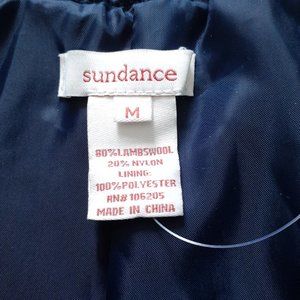 sundance
M
80%LAMBSWOOL
20% NYLON
LINING:
100%POLYESTER
RN# 106205
MADE IN CHINA